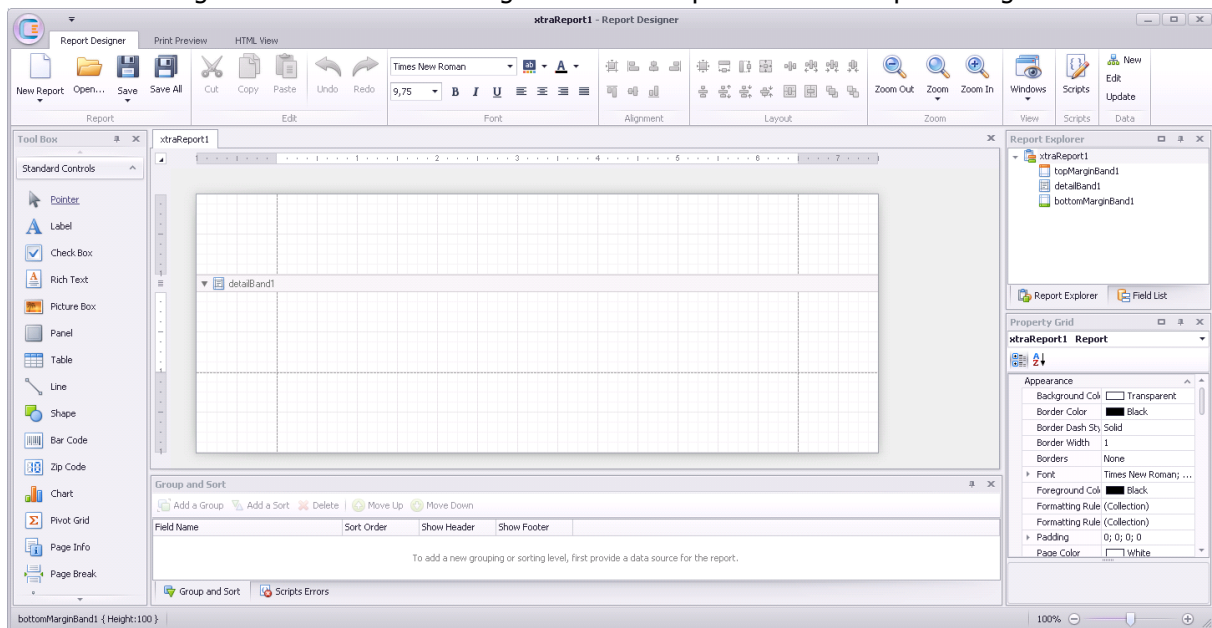 xtraReport1 - Report Designer
Report Designer Print Preview HTML View
New Report Open... Save Save All Cut Copy Paste Undo Redo
Times New Roman A
9,75 B I U
Zoom Out Zoom Zoom In Windows Scripts
New
Edit
Update
Report Edit Font Alignment Layout Zoom View Scripts Data
Tool Box
Standard Controls
Pointer
Label
Check Box
Rich Text
Picture Box
Panel
Table
Line
Shape
Bar Code
Zip Code
Chart
Pivot Grid
Page Info
Page Break
xtraReport1
1 2 3 4 5 6 7
detailBand1
Group and Sort
Add a Group Add a Sort Delete Move Up Move Down
Field Name Sort Order Show Header Show Footer
To add a new grouping or sorting level, first provide a data source for the report.
Group and Sort Scripts Errors
Report Explorer
xtraReport1
topMarginBand1
detailBand1
bottomMarginBand1
Report Explorer Field List
Property Grid
xtraReport1 Report
Appearance
Background Col Transparent
Border Color Black
Border Dash Sty Solid
Border Width 1
Borders None
Font Times New Roman; ...
Foreground Col Black
Formatting Rule (Collection)
Formatting Rule (Collection)
Padding 0; 0; 0; 0
Page Color White
bottomMarginBand1 { Height:100 }
100%